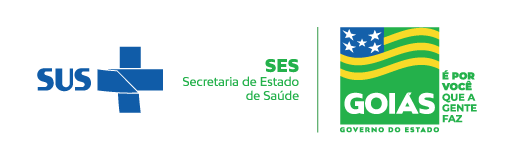 SUS
SES
Secretaria de Estado
de Saúde
GOIÁS
GOVERNO DO ESTADO
É POR
VOCÊ
QUE A
GENTE
FAZ